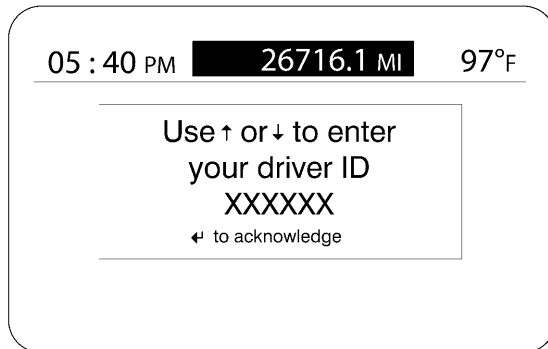 05 : 40 PM 26716.1 MI 97°F
Use ↑ or ↓ to enter
your driver ID
XXXXXX
↵ to acknowledge